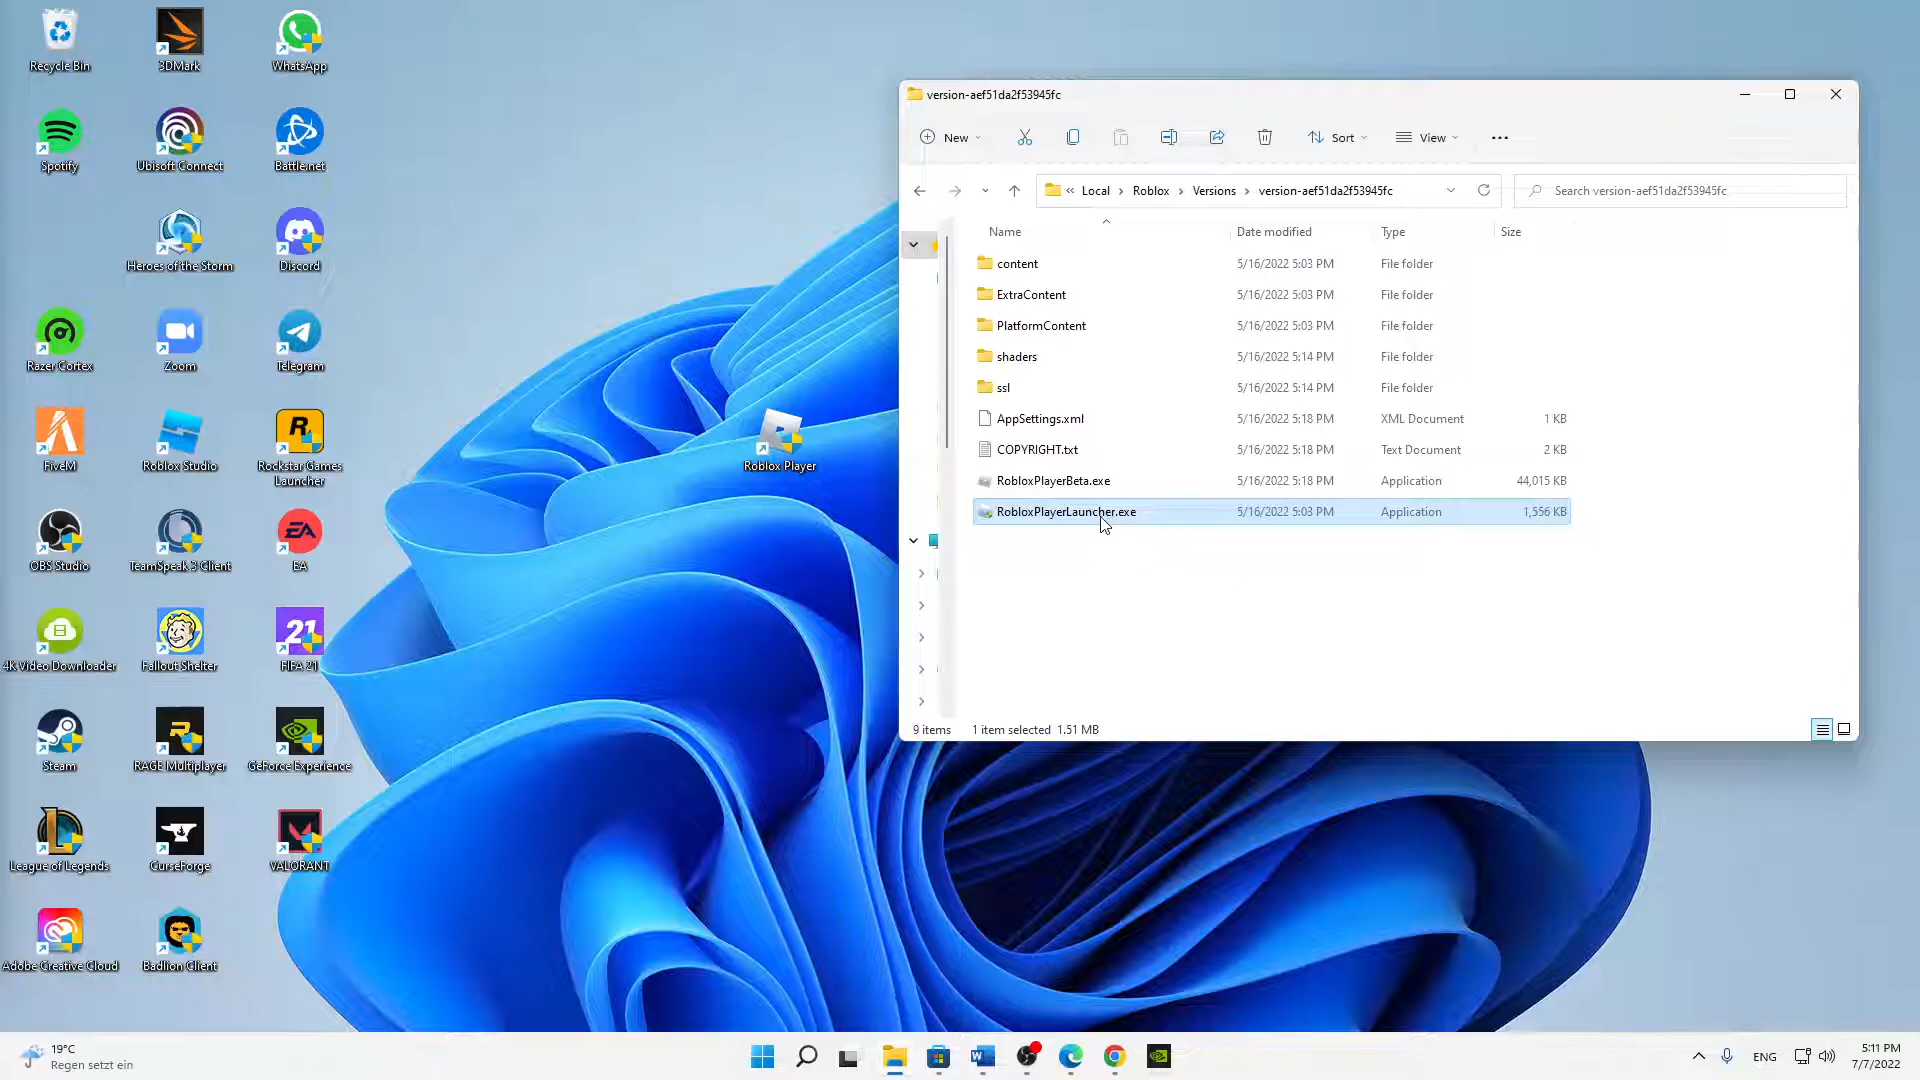 Recycle Bin
3DMark
WhatsApp
Spotify
Ubisoft Connect
Battle.net
Heroes of the Storm
Discord
Razer Cortex
Zoom
Telegram
FiveM
Roblox Studio
Rockstar Games
Launcher
OBS Studio
TeamSpeak 3 Client
EA
4K Video Downloader
Fallout Shelter
FIFA 21
Steam
RAGE Multiplayer
GeForce Experience
League of Legends
CurseForge
VALORANT
Adobe Creative Cloud
Badlion Client
Roblox Player
version-aef51da2f53945fc
New
Sort
View
« Local > Roblox > Versions > version-aef51da2f53945fc
Search version-aef51da2f53945fc
Name Date modified Type Size
content 5/16/2022 5:03 PM File folder
ExtraContent 5/16/2022 5:03 PM File folder
PlatformContent 5/16/2022 5:03 PM File folder
shaders 5/16/2022 5:14 PM File folder
ssl 5/16/2022 5:14 PM File folder
AppSettings.xml 5/16/2022 5:18 PM XML Document 1 KB
COPYRIGHT.txt 5/16/2022 5:18 PM Text Document 2 KB
RobloxPlayerBeta.exe 5/16/2022 5:18 PM Application 44,015 KB
RobloxPlayerLauncher.exe 5/16/2022 5:03 PM Application 1,556 KB
9 items 1 item selected 1.51 MB
19°C
Regen setzt ein
ENG
5:11 PM
7/7/2022